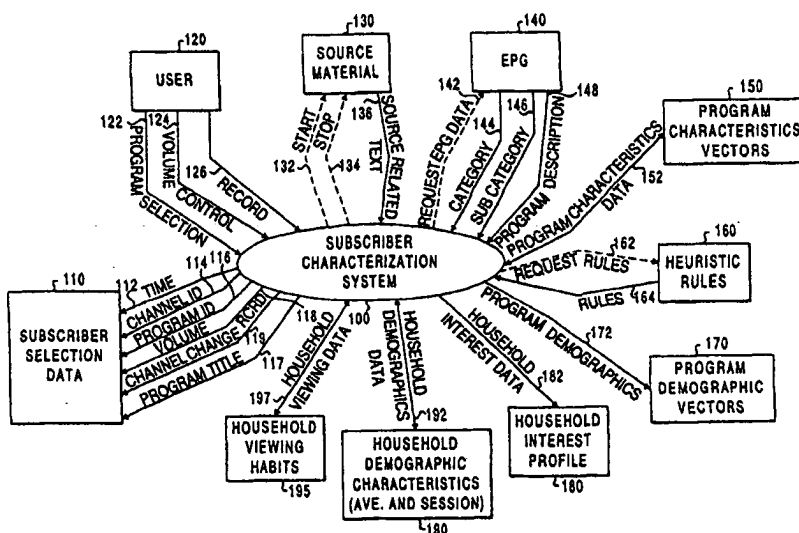 120
USER
122
PROGRAM SELECTION
124
VOLUME CONTROL
126
RECORD
130
SOURCE MATERIAL
132
START
134
STOP
136
SOURCE RELATED TEXT
140
EPG
142
REQUEST EPG DATA
144
CATEGORY
146
SUB CATEGORY
148
PROGRAM DESCRIPTION
150
PROGRAM CHARACTERISTICS VECTORS
PROGRAM CHARACTERISTICS DATA
152
SUBSCRIBER CHARACTERIZATION SYSTEM
100
160
HEURISTIC RULES
162
REQUEST RULES
RULES
164
110
SUBSCRIBER SELECTION DATA
112
TIME
114
CHANNEL ID
116
PROGRAM ID
VOLUME
RCRD
118
CHANNEL CHANGE
119
PROGRAM TITLE
117
197
HOUSEHOLD VIEWING DATA
HOUSEHOLD VIEWING HABITS
195
HOUSEHOLD DEMOGRAPHICS DATA
192
HOUSEHOLD DEMOGRAPHIC CHARACTERISTICS (AVE. AND SESSION)
190
HOUSEHOLD INTEREST DATA
182
HOUSEHOLD INTEREST PROFILE
180
PROGRAM DEMOGRAPHICS
172
170
PROGRAM DEMOGRAPHIC VECTORS